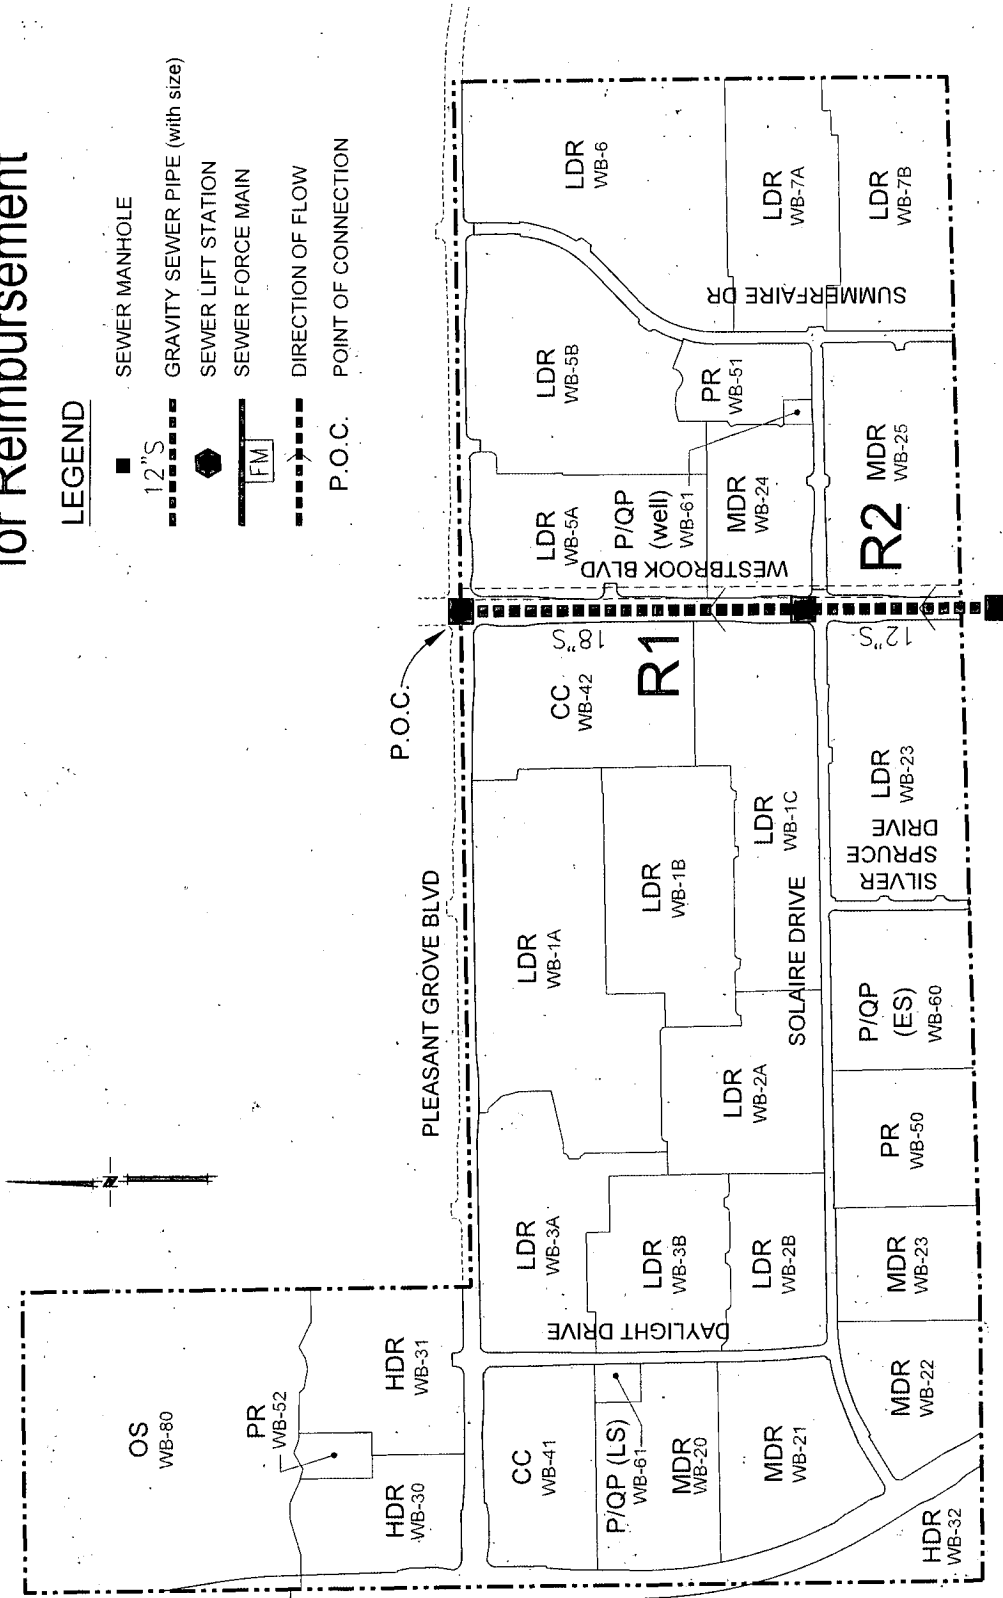 for Reimbursement
LEGEND
SEWER MANHOLE
12"S
GRAVITY SEWER PIPE (with size)
SEWER LIFT STATION
FM
SEWER FORCE MAIN
DIRECTION OF FLOW
P.O.C.
POINT OF CONNECTION
N
P.O.C.
PLEASANT GROVE BLVD
OS
WB-80
PR
WB-52
HDR
WB-30
HDR
WB-31
CC
WB-41
P/QP (LS)
WB-61
MDR
WB-20
MDR
WB-21
DAYLIGHT DRIVE
LDR
WB-3A
LDR
WB-3B
LDR
WB-2B
LDR
WB-2A
LDR
WB-1A
LDR
WB-1B
LDR
WB-1C
CC
WB-42
R1
18"S
WESTBROOK BLVD
LDR
WB-5A
P/QP
(well)
WB-61
MDR
WB-24
LDR
WB-5B
PR
WB-51
LDR
WB-6
LDR
WB-7A
LDR
WB-7B
SUMMERFAIRE DR
SOLAIRE DRIVE
HDR
WB-32
MDR
WB-22
MDR
WB-23
PR
WB-50
P/QP
(ES)
WB-60
SILVER
SPRUCE
DRIVE
LDR
WB-23
12"S
R2
MDR
WB-25